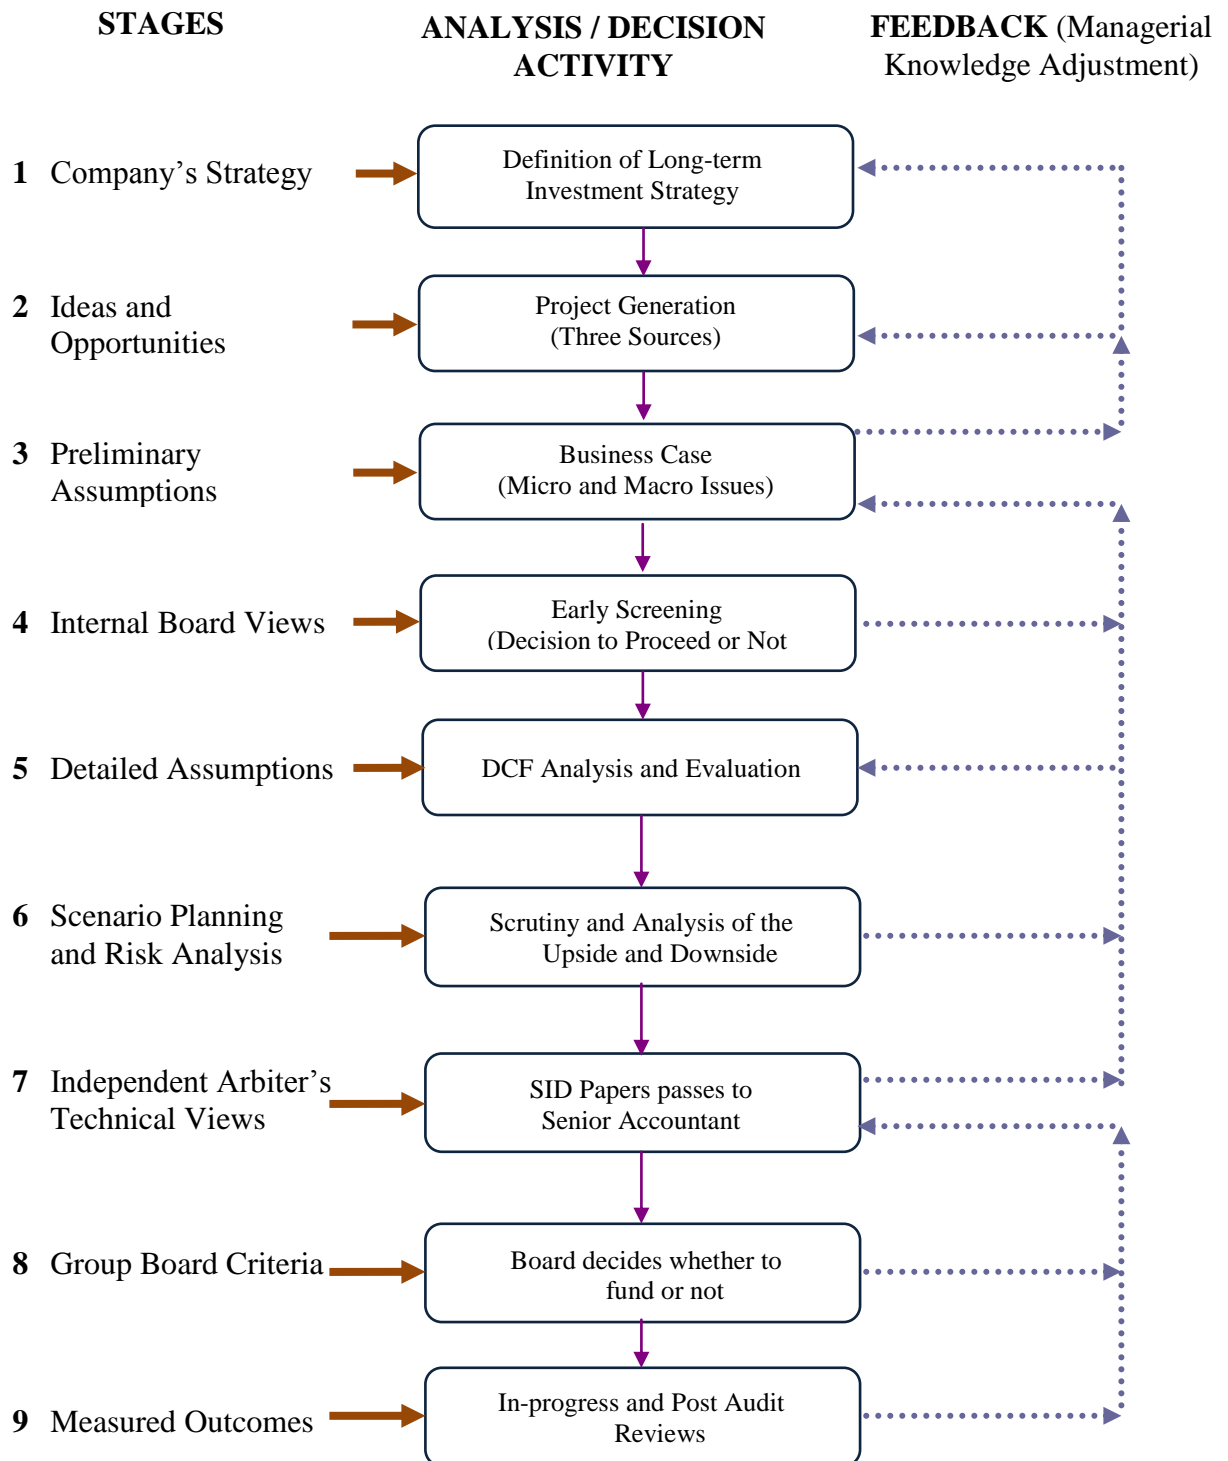 STAGES
ANALYSIS / DECISION
ACTIVITY
FEEDBACK (Managerial
Knowledge Adjustment)
1 Company's Strategy
Definition of Long-term
Investment Strategy
2 Ideas and
Opportunities
Project Generation
(Three Sources)
3 Preliminary
Assumptions
Business Case
(Micro and Macro Issues)
4 Internal Board Views
Early Screening
(Decision to Proceed or Not
5 Detailed Assumptions
DCF Analysis and Evaluation
6 Scenario Planning
and Risk Analysis
Scrutiny and Analysis of the
Upside and Downside
7 Independent Arbiter's
Technical Views
SID Papers passes to
Senior Accountant
8 Group Board Criteria
Board decides whether to
fund or not
9 Measured Outcomes
In-progress and Post Audit
Reviews